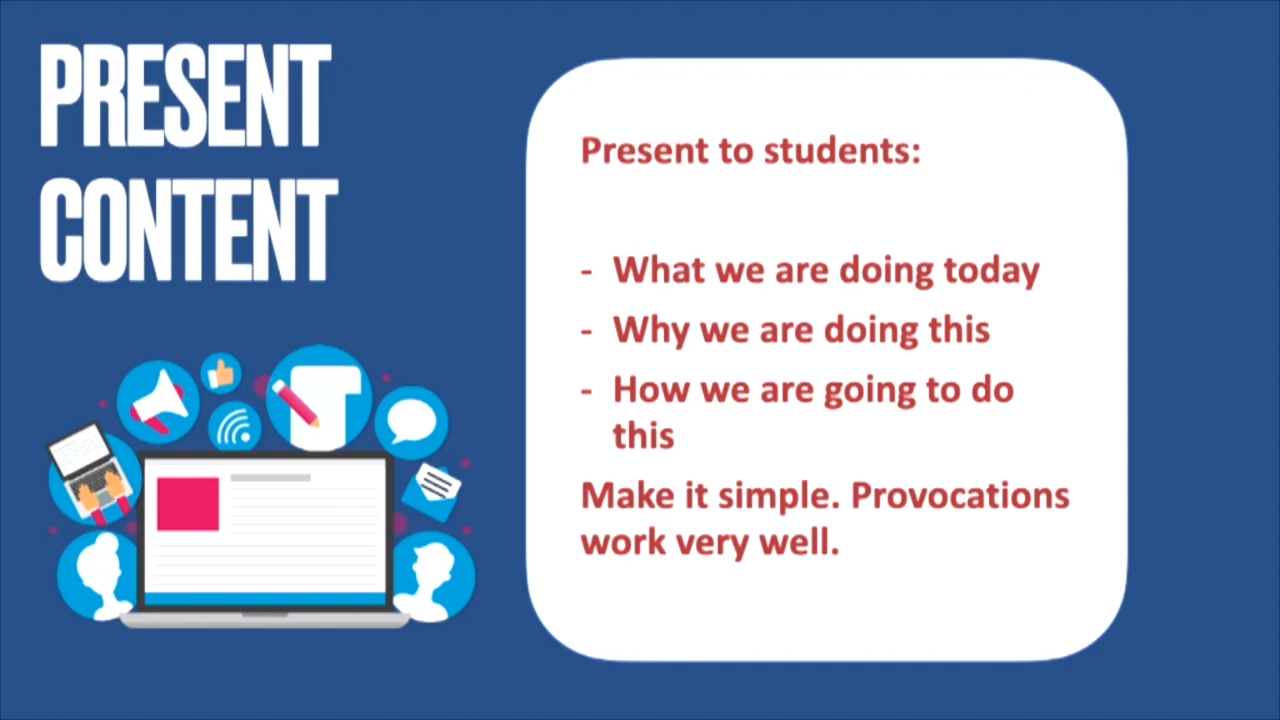 PRESENT
CONTENT
Present to students:
- What we are doing today
- Why we are doing this
- How we are going to do
this
Make it simple. Provocations
work very well.